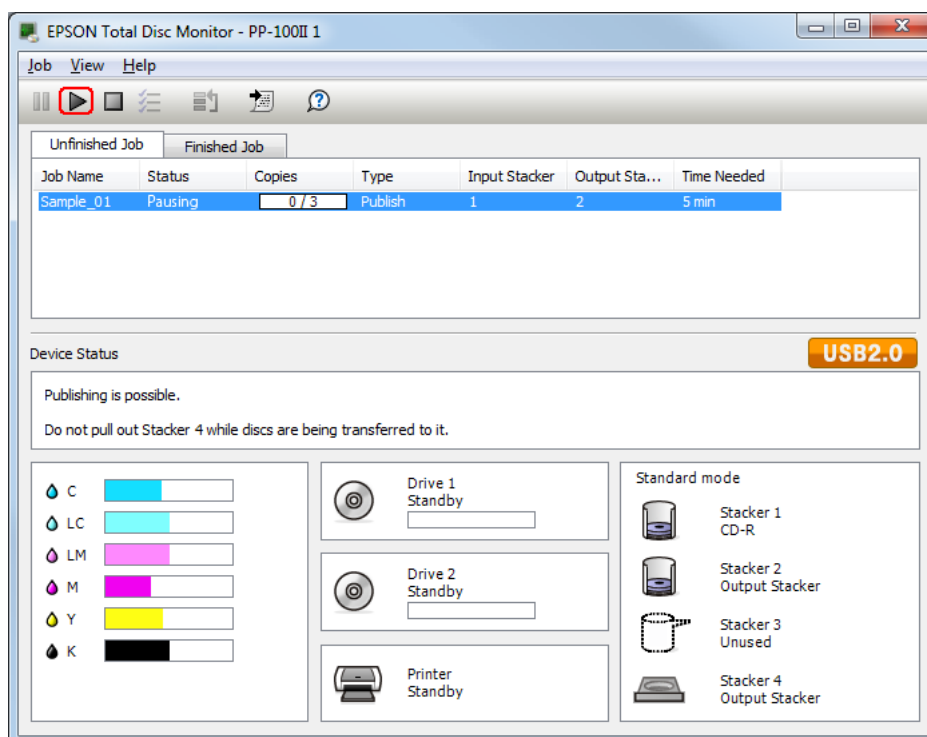 EPSON Total Disc Monitor - PP-100II 1
Job View Help
Unfinished Job Finished Job
Job Name Status Copies Type Input Stacker Output Sta... Time Needed
Sample_01 Pausing 0 / 3 Publish 1 2 5 min
Device Status
USB2.0
Publishing is possible.
Do not pull out Stacker 4 while discs are being transferred to it.
C
LC
LM
M
Y
K
Drive 1
Standby
Drive 2
Standby
Printer
Standby
Standard mode
Stacker 1
CD-R
Stacker 2
Output Stacker
Stacker 3
Unused
Stacker 4
Output Stacker